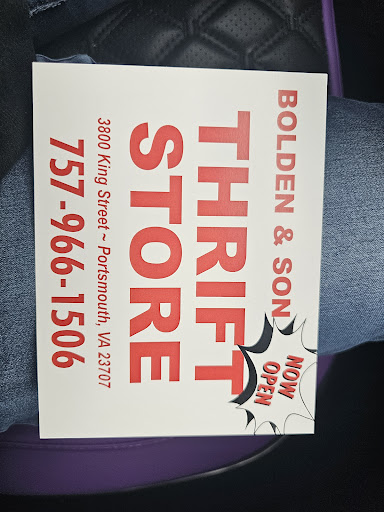 BOLDEN & SON
THRIFT
STORE
NOW
OPEN
3800 King Street ~ Portsmouth, VA 23707
757-966-1506